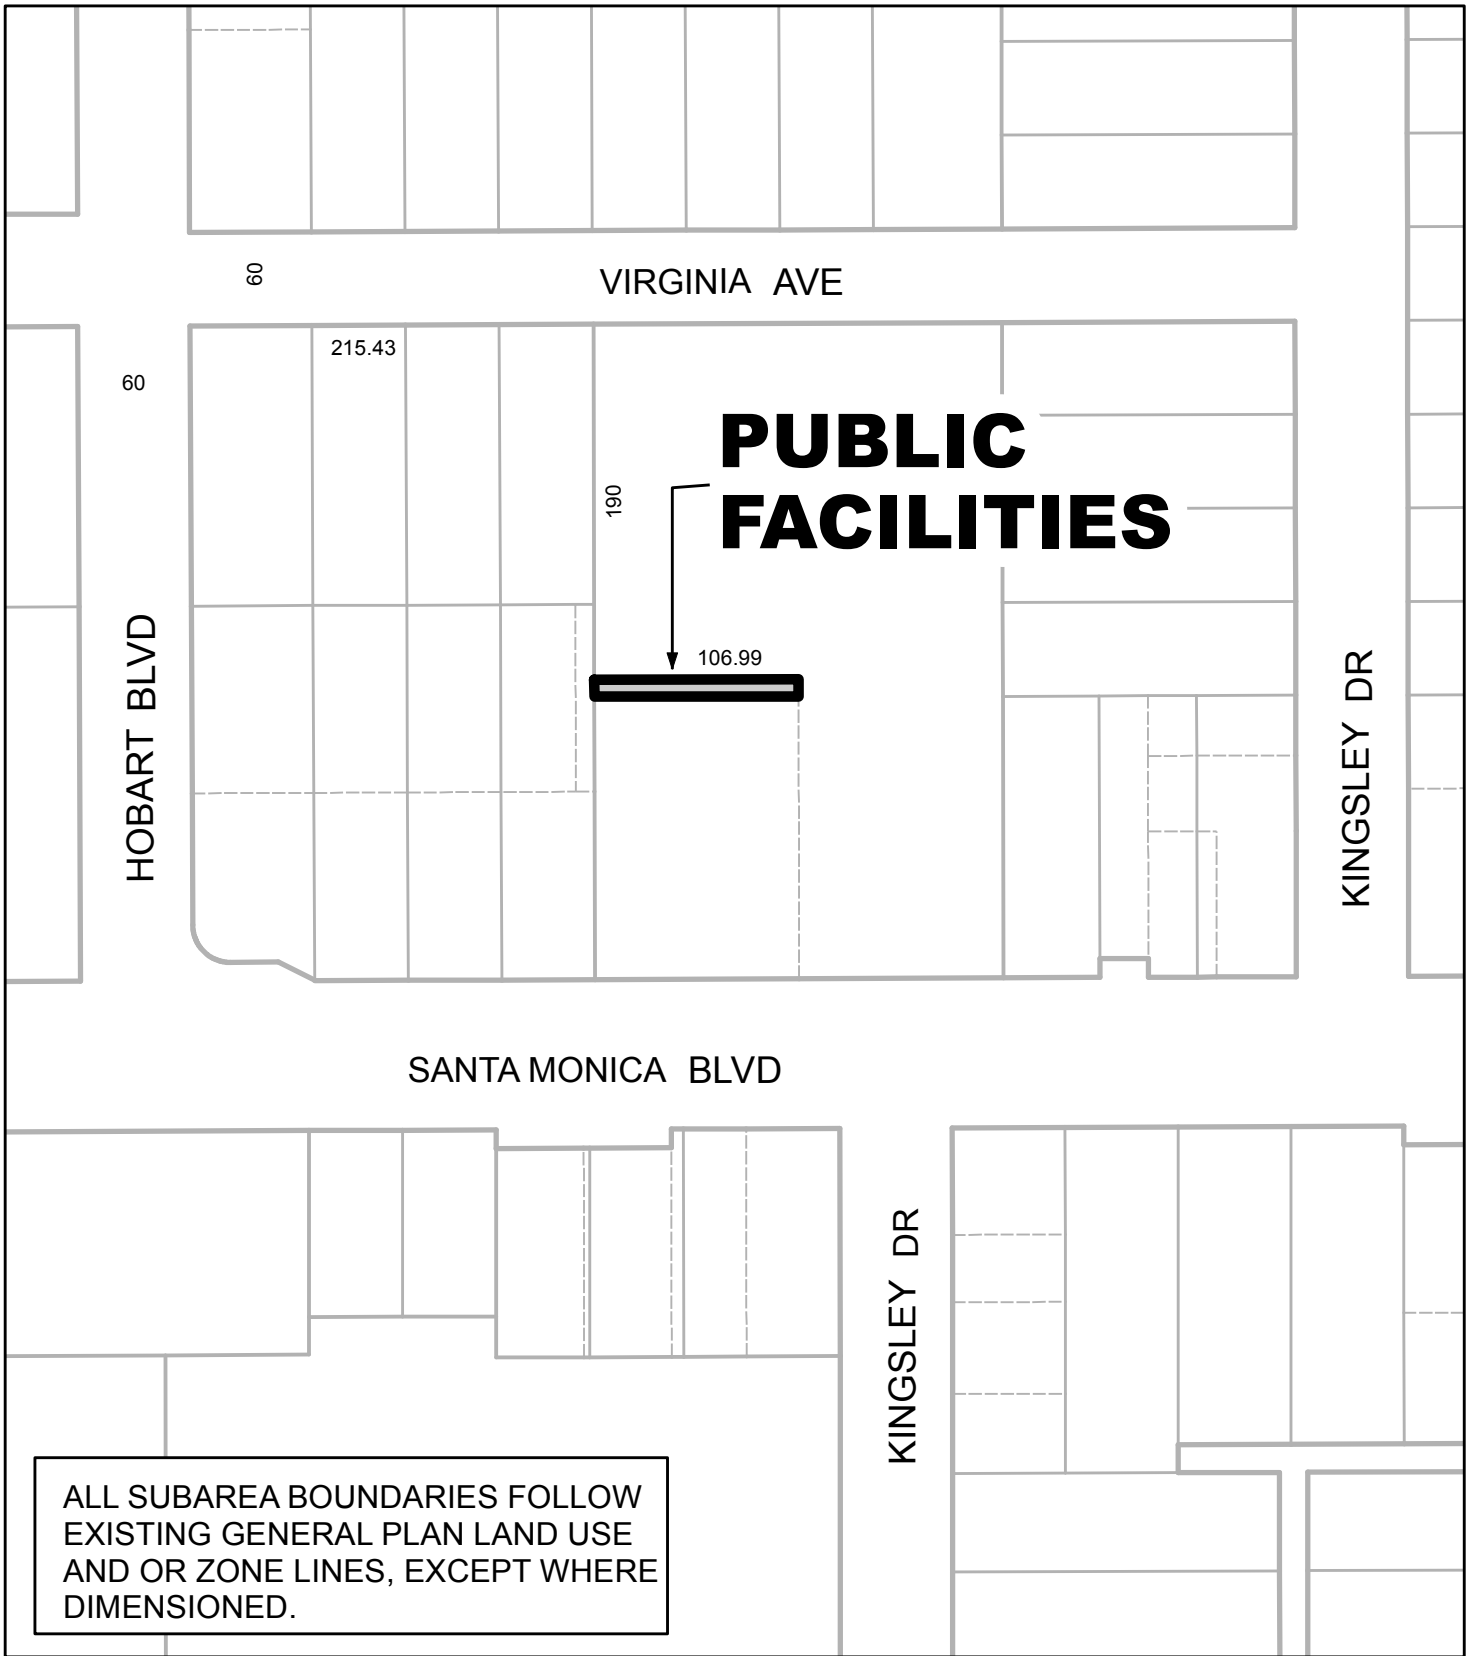 60
VIRGINIA AVE
215.43
60
PUBLIC
FACILITIES
190
106.99
HOBART BLVD
KINGSLEY DR
SANTA MONICA BLVD
KINGSLEY DR
ALL SUBAREA BOUNDARIES FOLLOW
EXISTING GENERAL PLAN LAND USE
AND OR ZONE LINES, EXCEPT WHERE
DIMENSIONED.